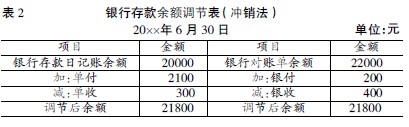 表2 银行存款余额调节表(冲销法)
20××年6月30日 单位:元
项目 金额 项目 金额
银行存款日记账余额 20000 银行对账单余额 22000
加:单付 2100 加:银付 200
减:单收 300 减:银收 400
调节后余额 21800 调节后余额 21800